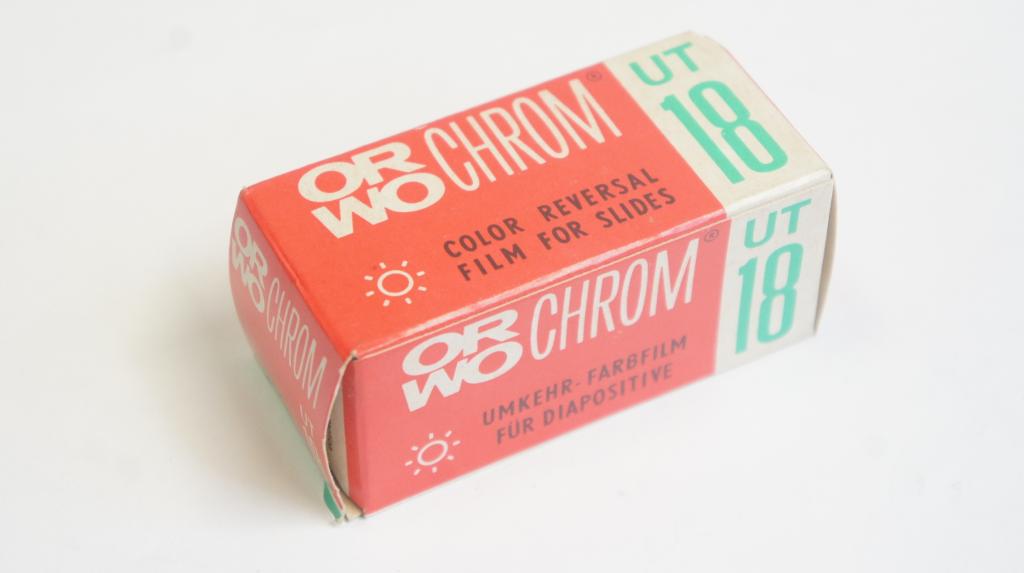 ORWO CHROM®
COLOR REVERSAL
FILM FOR SLIDES
UT
18
ORWO CHROM®
UMKEHR-FARBFILM
FÜR DIAPOSITIVE
UT
18
ORWO CHROM
UT